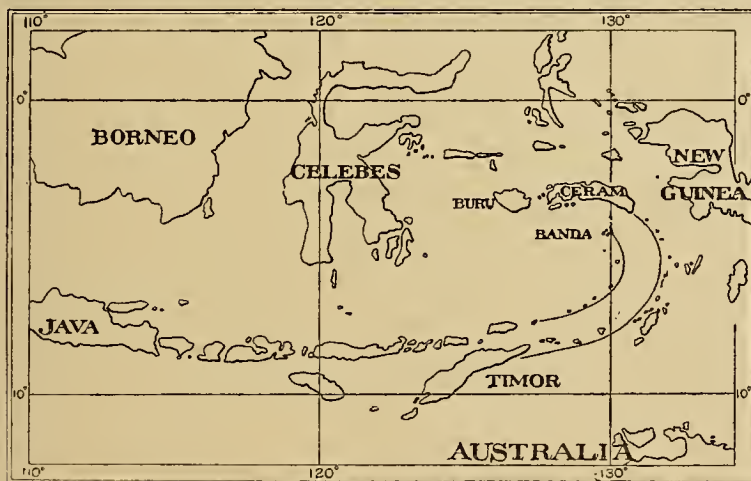 110
120°
130°
0°
BORNEO
NEW
CELEBES
CERAM
GUINEA
BURU
BANDA
JAVA
TIMOR
10°
10°
AUSTRALIA
110°
120°
130°